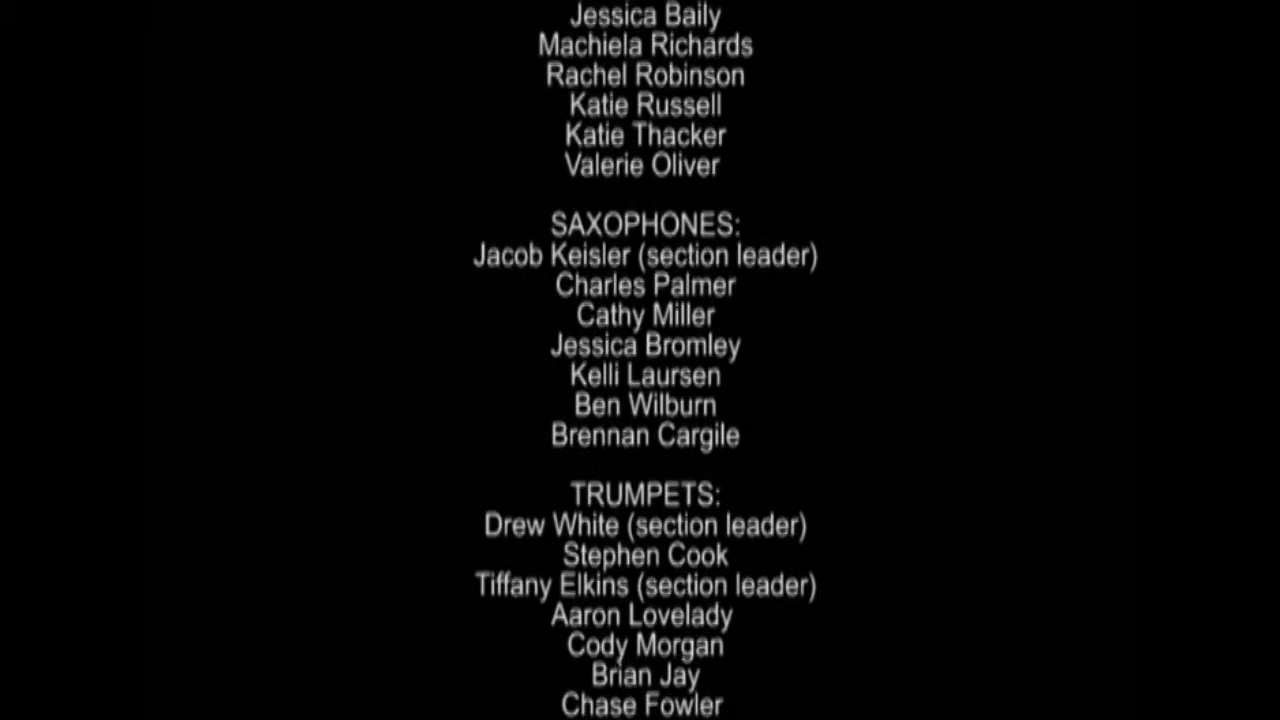 Jessica Baily
Machiela Richards
Rachel Robinson
Katie Russell
Katie Thacker
Valerie Oliver
SAXOPHONES:
Jacob Keisler (section leader)
Charles Palmer
Cathy Miller
Jessica Bromley
Kelli Laursen
Ben Wilburn
Brennan Cargile
TRUMPETS:
Drew White (section leader)
Stephen Cook
Tiffany Elkins (section leader)
Aaron Lovelady
Cody Morgan
Brian Jay
Chase Fowler